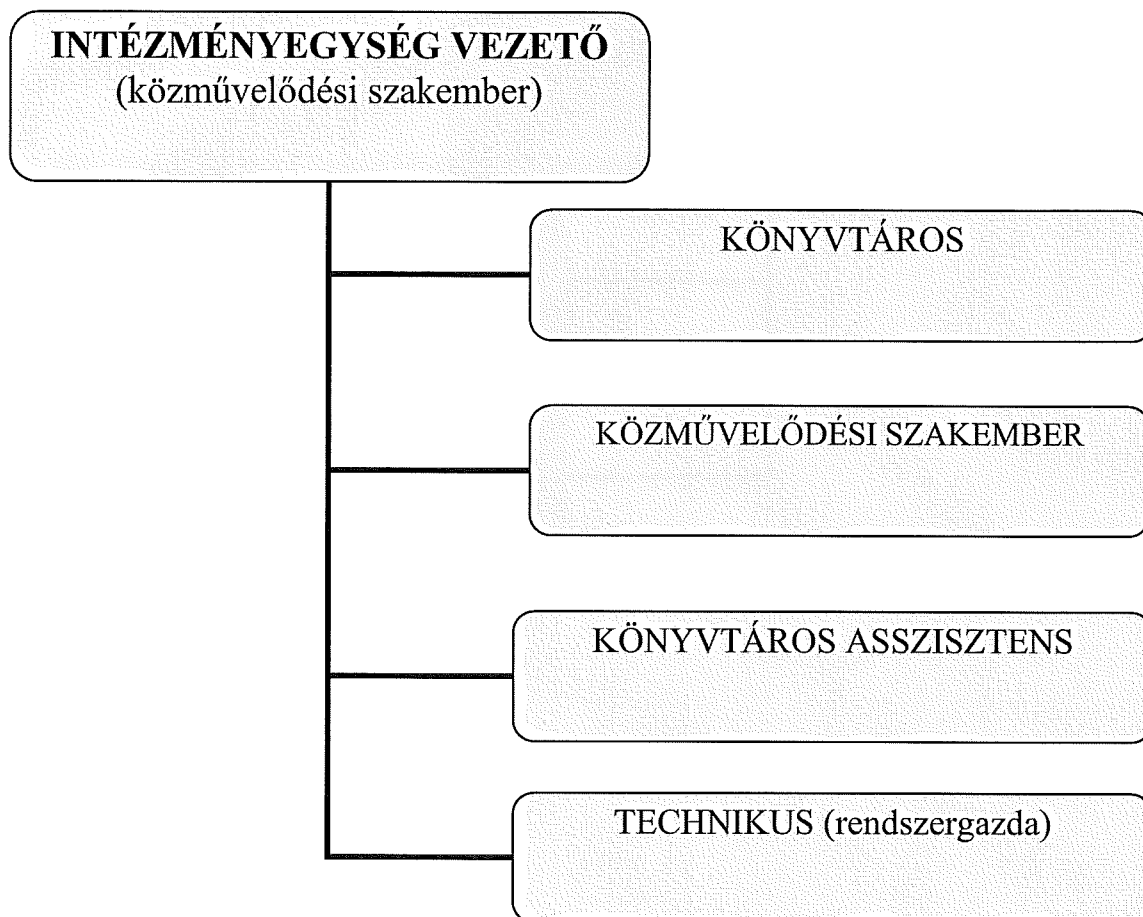 INTÉZMÉNYEGYSÉG VEZETŐ
(közművelődési szakember)
KÖNYVTÁROS
KÖZMŰVELŐDÉSI SZAKEMBER
KÖNYVTÁROS ASSZISZTENS
TECHNIKUS (rendszergazda)